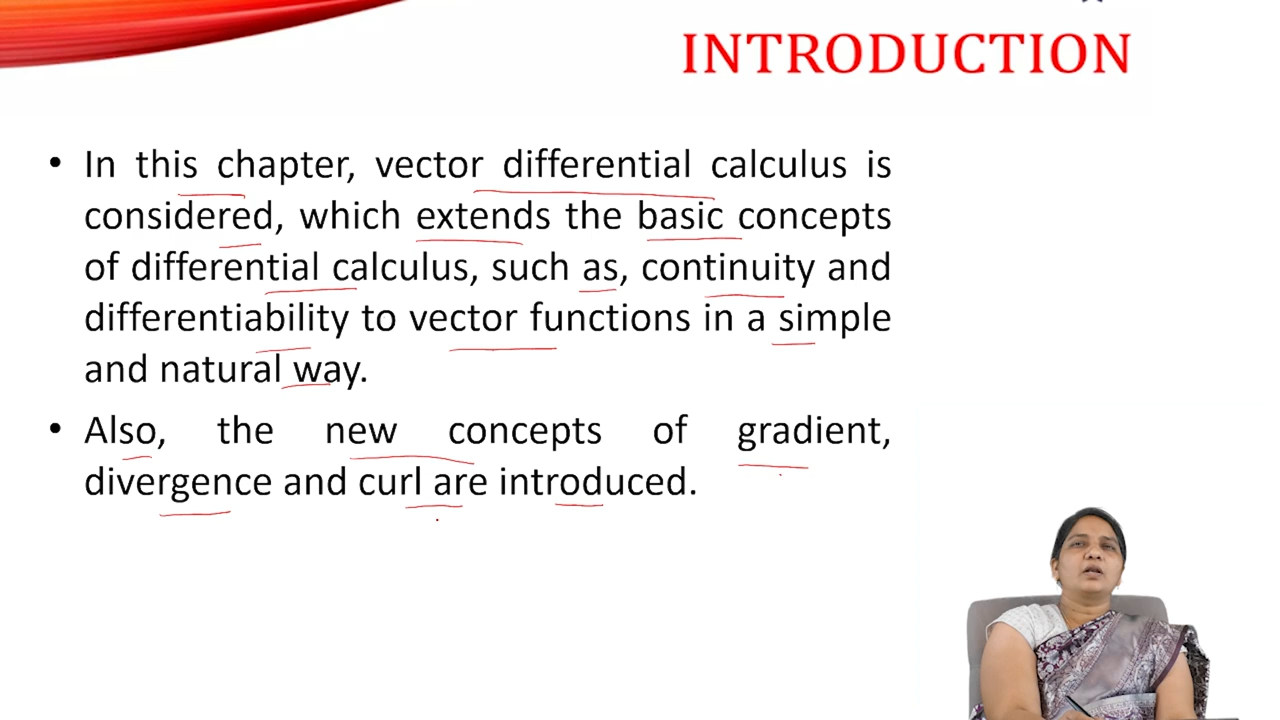 INTRODUCTION
• In this chapter, vector differential calculus is
considered, which extends the basic concepts
of differential calculus, such as, continuity and
differentiability to vector functions in a simple
and natural way.
• Also, the new concepts of gradient,
divergence and curl are introduced.